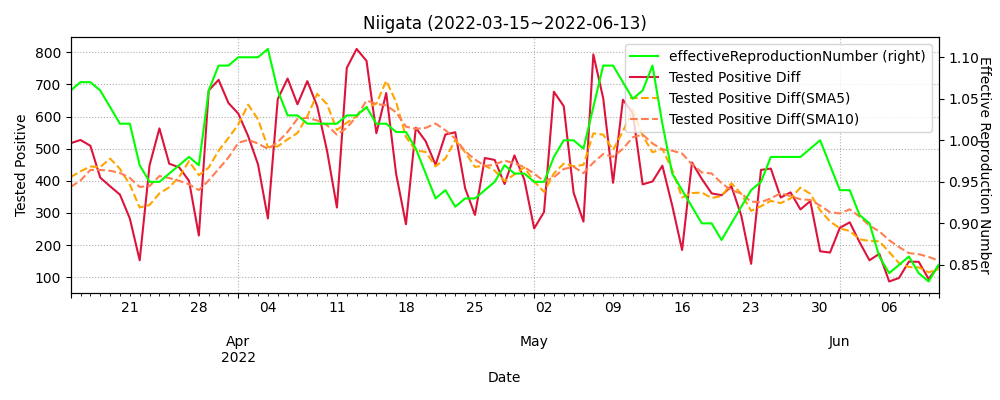 Niigata (2022-03-15~2022-06-13)
effectiveReproductionNumber (right)
Tested Positive Diff
Tested Positive Diff(SMA5)
Tested Positive Diff(SMA10)
Tested Positive
800
700
600
500
400
300
200
100
1.10
1.05
1.00
0.95
0.90
0.85
Effective Reproduction Number
21 28 04 11 18 25 02 09 16 23 30 06
Apr May Jun
2022
Date